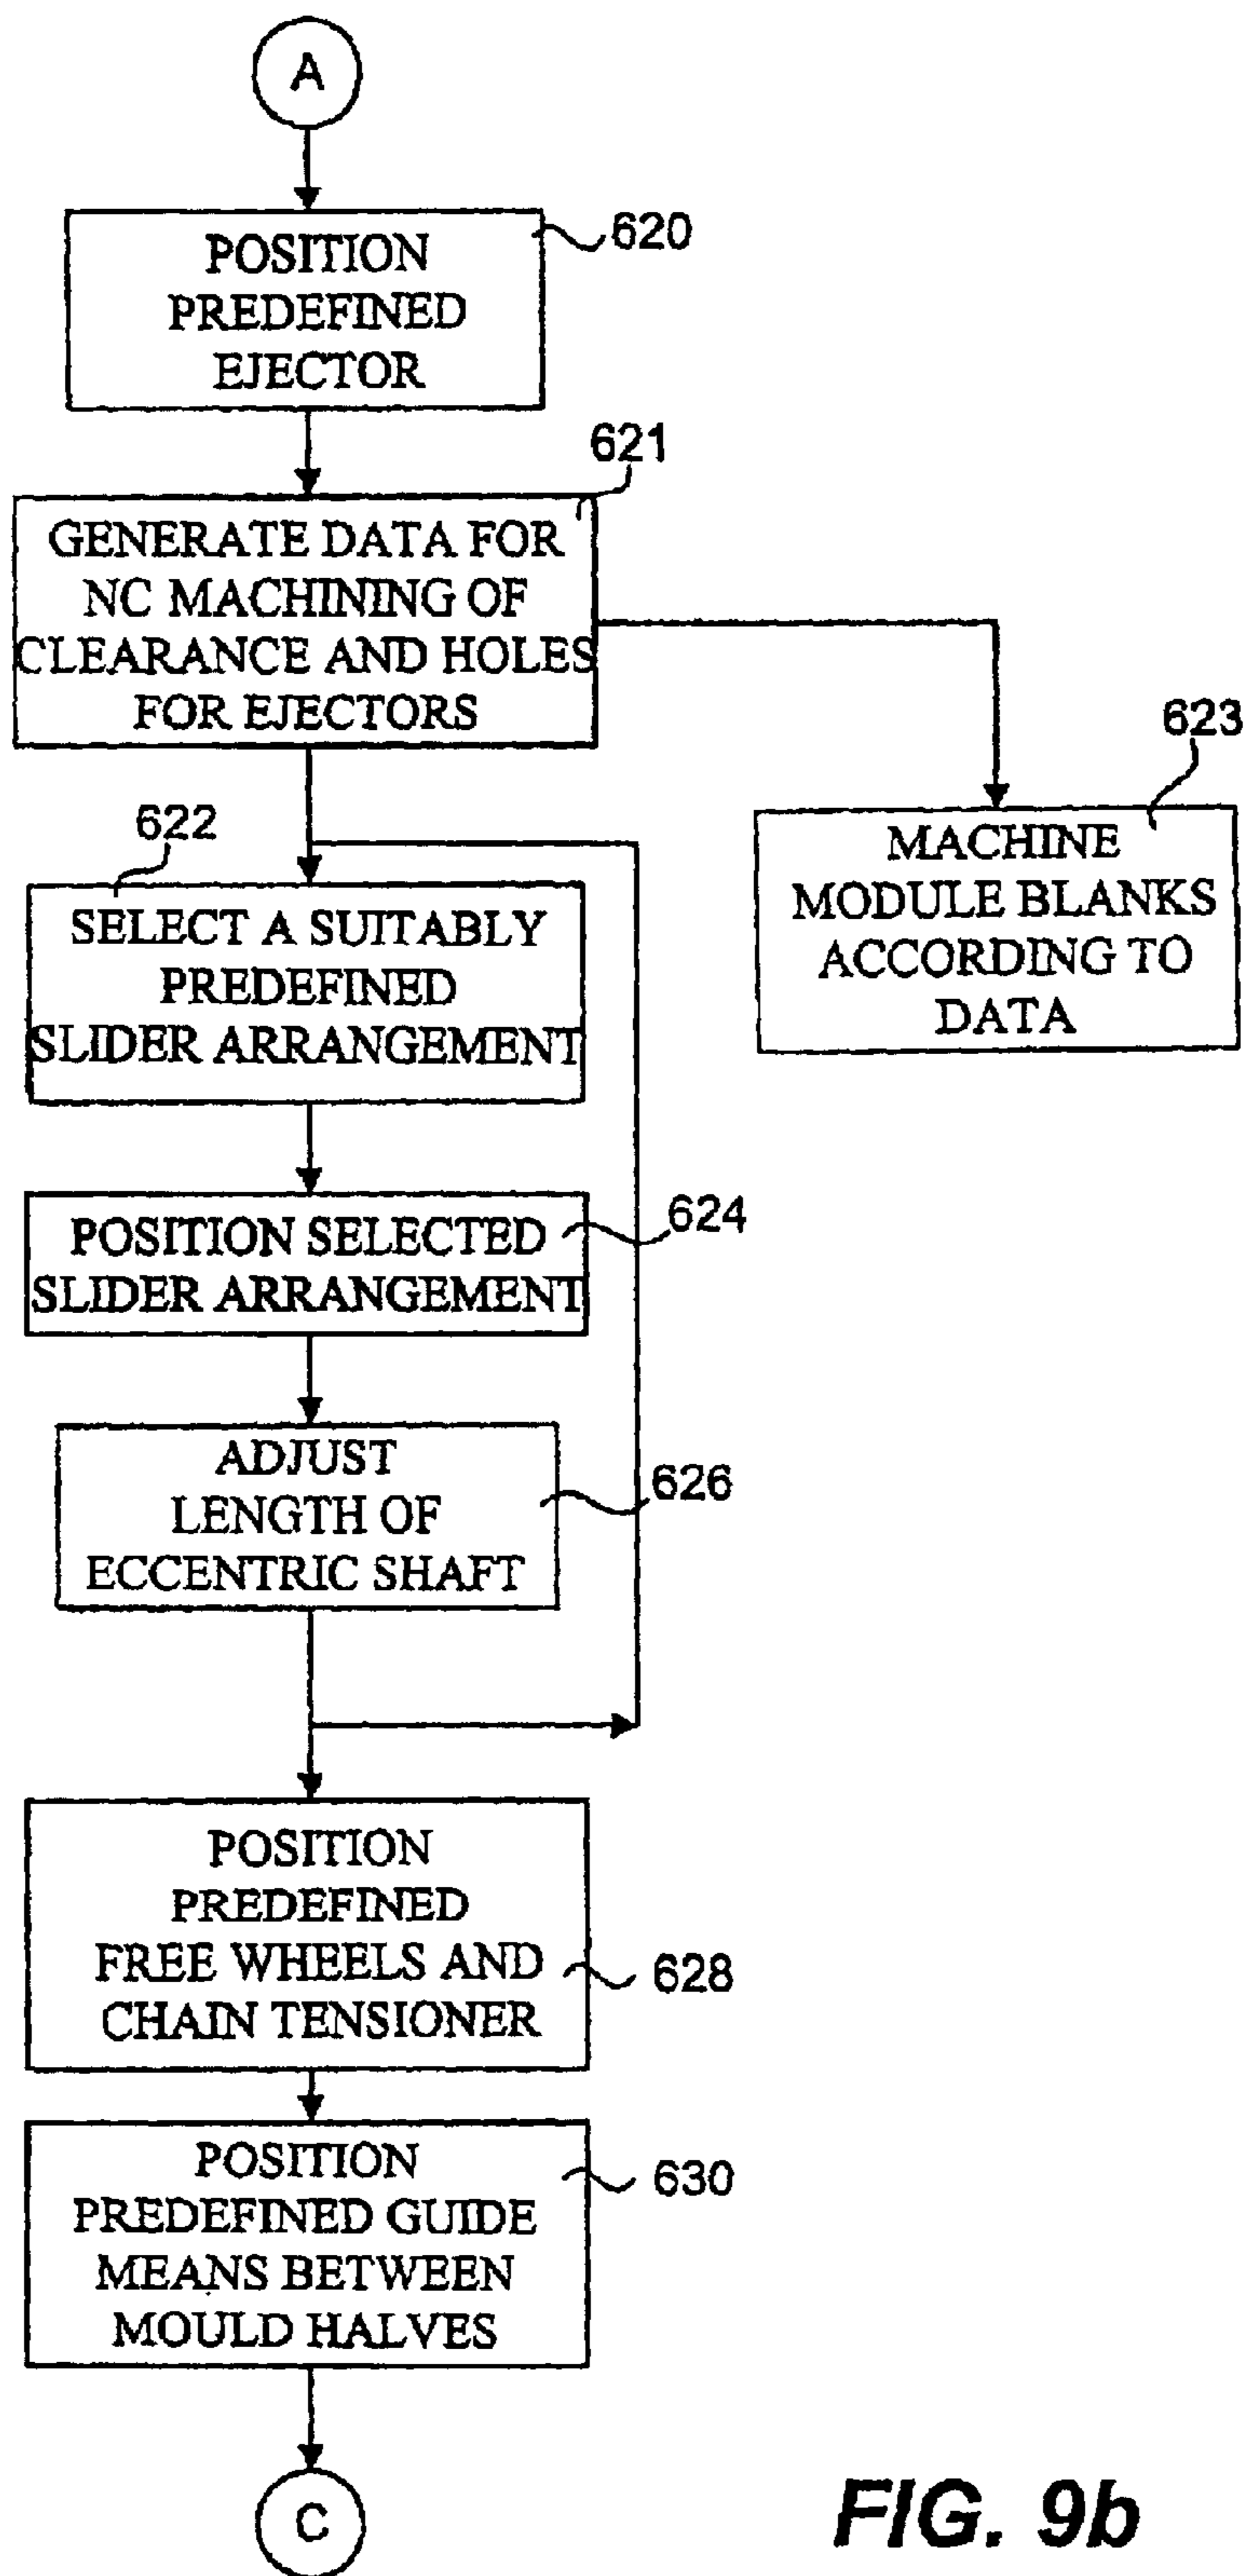 A
620
POSITION
PREDEFINED
EJECTOR
621
GENERATE DATA FOR
NC MACHINING OF
CLEARANCE AND HOLES
FOR EJECTORS
623
MACHINE
MODULE BLANKS
ACCORDING TO
DATA
622
SELECT A SUITABLY
PREDEFINED
SLIDER ARRANGEMENT
624
POSITION SELECTED
SLIDER ARRANGEMENT
626
ADJUST
LENGTH OF
ECCENTRIC SHAFT
628
POSITION
PREDEFINED
FREE WHEELS AND
CHAIN TENSIONER
630
POSITION
PREDEFINED GUIDE
MEANS BETWEEN
MOULD HALVES
C
FIG. 9b